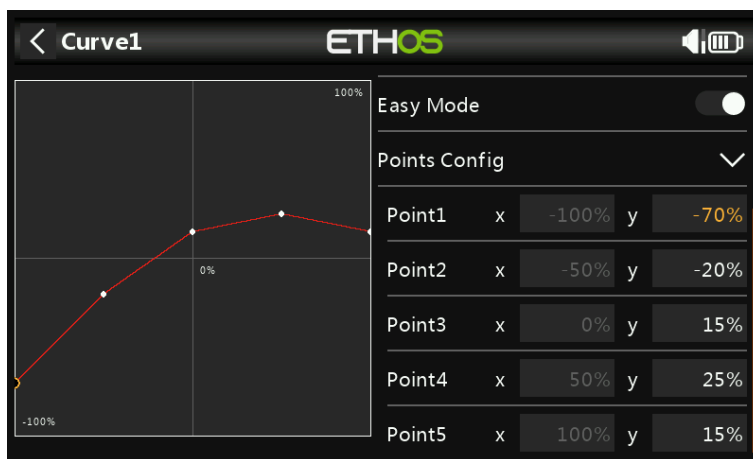 Curve1
ETHOS
100%
0%
-100%
Easy Mode
Points Config
Point1 x -100% y -70%
Point2 x -50% y -20%
Point3 x 0% y 15%
Point4 x 50% y 25%
Point5 x 100% y 15%